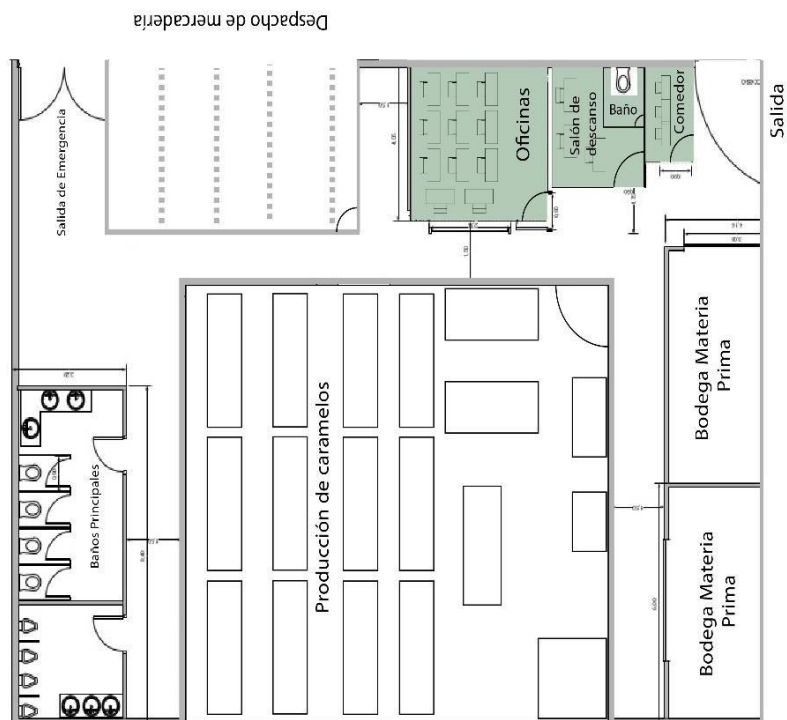 Despacho de mercadería
Salida de Emergencia
Oficinas
Salón de
descanso
Baño
Comedor
Salida
Baños Principales
Producción de caramelos
Bodega Materia
Prima
Bodega Materia
Prima